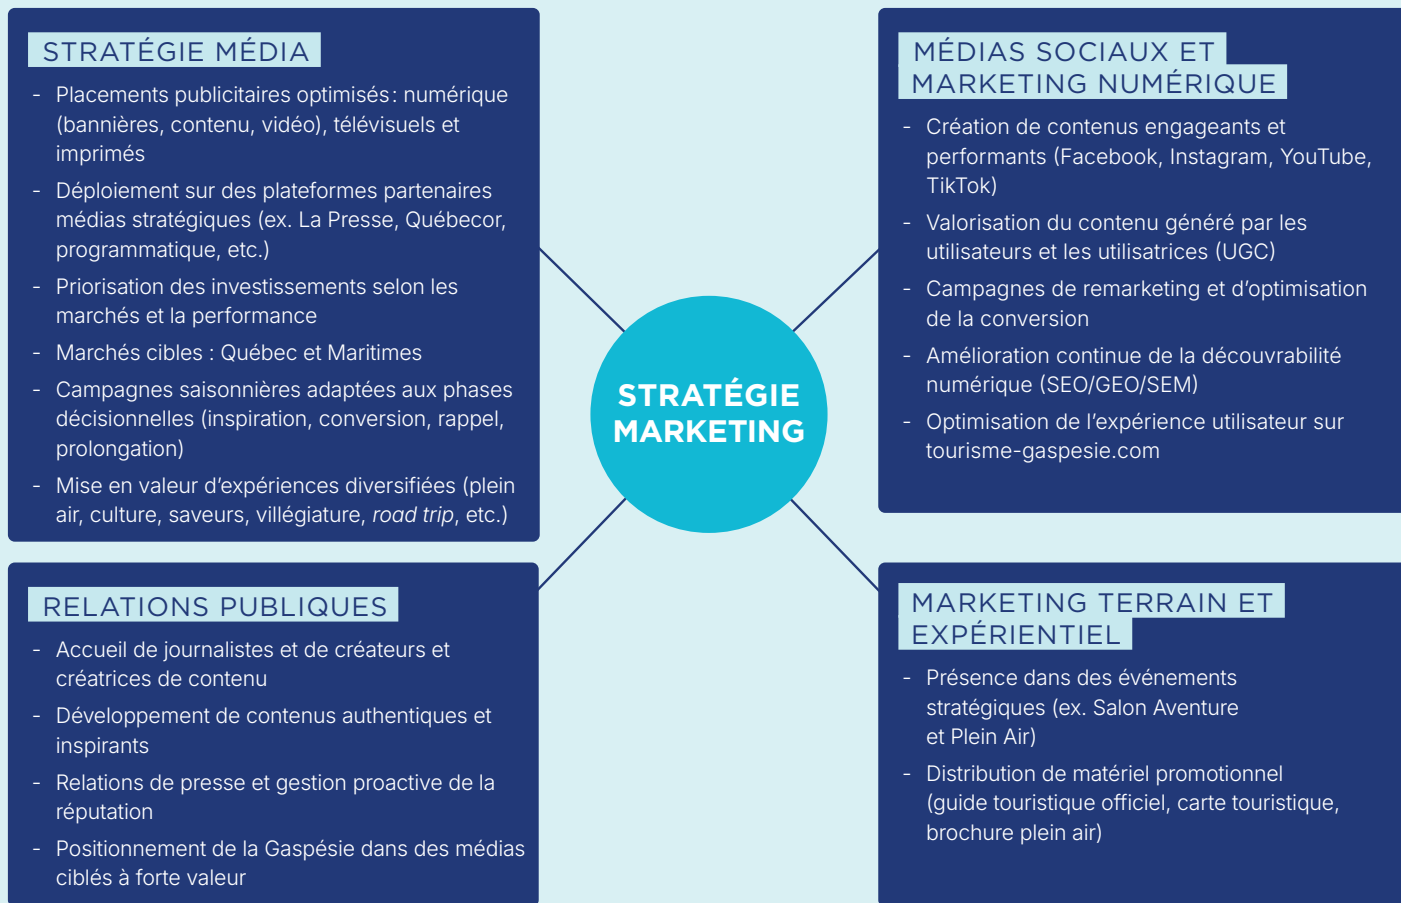 STRATÉGIE MÉDIA
- Placements publicitaires optimisés : numérique
(bannières, contenu, vidéo), télévisuels et
imprimés
- Déploiement sur des plateformes partenaires
médias stratégiques (ex. La Presse, Québecor,
programmatique, etc.)
- Priorisation des investissements selon les
marchés et la performance
- Marchés cibles : Québec et Maritimes
- Campagnes saisonnières adaptées aux phases
décisionnelles (inspiration, conversion, rappel,
prolongation)
- Mise en valeur d’expériences diversifiées (plein
air, culture, saveurs, villégiature, road trip, etc.)
MÉDIAS SOCIAUX ET
MARKETING NUMÉRIQUE
- Création de contenus engageants et
performants (Facebook, Instagram, YouTube,
TikTok)
- Valorisation du contenu généré par les
utilisateurs et les utilisatrices (UGC)
- Campagnes de remarketing et d’optimisation
de la conversion
- Amélioration continue de la découvrabilité
numérique (SEO/GEO/SEM)
- Optimisation de l’expérience utilisateur sur
tourisme-gaspesie.com
STRATÉGIE
MARKETING
RELATIONS PUBLIQUES
- Accueil de journalistes et de créateurs et
créatrices de contenu
- Développement de contenus authentiques et
inspirants
- Relations de presse et gestion proactive de la
réputation
- Positionnement de la Gaspésie dans des médias
ciblés à forte valeur
MARKETING TERRAIN ET
EXPÉRIENTIEL
- Présence dans des événements
stratégiques (ex. Salon Aventure
et Plein Air)
- Distribution de matériel promotionnel
(guide touristique officiel, carte touristique,
brochure plein air)